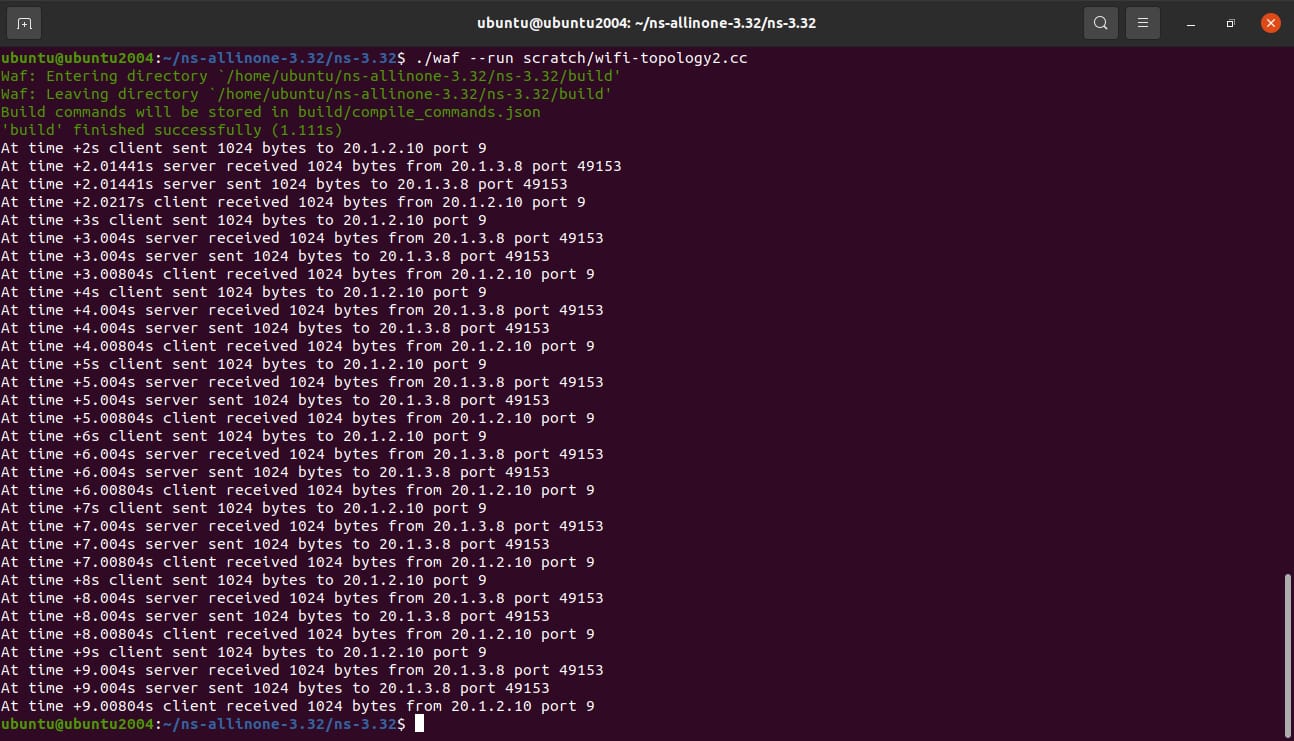 ubuntu@ubuntu2004: ~/ns-allinone-3.32/ns-3.32
ubuntu@ubuntu2004:~/ns-allinone-3.32/ns-3.32$ ./waf --run scratch/wifi-topology2.cc
Waf: Entering directory `/home/ubuntu/ns-allinone-3.32/ns-3.32/build'
Waf: Leaving directory `/home/ubuntu/ns-allinone-3.32/ns-3.32/build'
Build commands will be stored in build/compile_commands.json
'build' finished successfully (1.111s)
At time +2s client sent 1024 bytes to 20.1.2.10 port 9
At time +2.01441s server received 1024 bytes from 20.1.3.8 port 49153
At time +2.01441s server sent 1024 bytes to 20.1.3.8 port 49153
At time +2.0217s client received 1024 bytes from 20.1.2.10 port 9
At time +3s client sent 1024 bytes to 20.1.2.10 port 9
At time +3.004s server received 1024 bytes from 20.1.3.8 port 49153
At time +3.004s server sent 1024 bytes to 20.1.3.8 port 49153
At time +3.00804s client received 1024 bytes from 20.1.2.10 port 9
At time +4s client sent 1024 bytes to 20.1.2.10 port 9
At time +4.004s server received 1024 bytes from 20.1.3.8 port 49153
At time +4.004s server sent 1024 bytes to 20.1.3.8 port 49153
At time +4.00804s client received 1024 bytes from 20.1.2.10 port 9
At time +5s client sent 1024 bytes to 20.1.2.10 port 9
At time +5.004s server received 1024 bytes from 20.1.3.8 port 49153
At time +5.004s server sent 1024 bytes to 20.1.3.8 port 49153
At time +5.00804s client received 1024 bytes from 20.1.2.10 port 9
At time +6s client sent 1024 bytes to 20.1.2.10 port 9
At time +6.004s server received 1024 bytes from 20.1.3.8 port 49153
At time +6.004s server sent 1024 bytes to 20.1.3.8 port 49153
At time +6.00804s client received 1024 bytes from 20.1.2.10 port 9
At time +7s client sent 1024 bytes to 20.1.2.10 port 9
At time +7.004s server received 1024 bytes from 20.1.3.8 port 49153
At time +7.004s server sent 1024 bytes to 20.1.3.8 port 49153
At time +7.00804s client received 1024 bytes from 20.1.2.10 port 9
At time +8s client sent 1024 bytes to 20.1.2.10 port 9
At time +8.004s server received 1024 bytes from 20.1.3.8 port 49153
At time +8.004s server sent 1024 bytes to 20.1.3.8 port 49153
At time +8.00804s client received 1024 bytes from 20.1.2.10 port 9
At time +9s client sent 1024 bytes to 20.1.2.10 port 9
At time +9.004s server received 1024 bytes from 20.1.3.8 port 49153
At time +9.004s server sent 1024 bytes to 20.1.3.8 port 49153
At time +9.00804s client received 1024 bytes from 20.1.2.10 port 9
ubuntu@ubuntu2004:~/ns-allinone-3.32/ns-3.32$